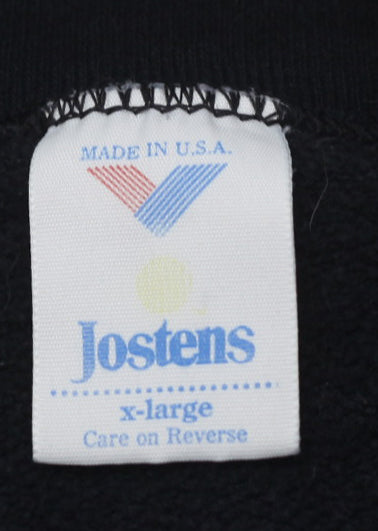 MADE IN U.S.A.
Jostens
x-large
Care on Reverse